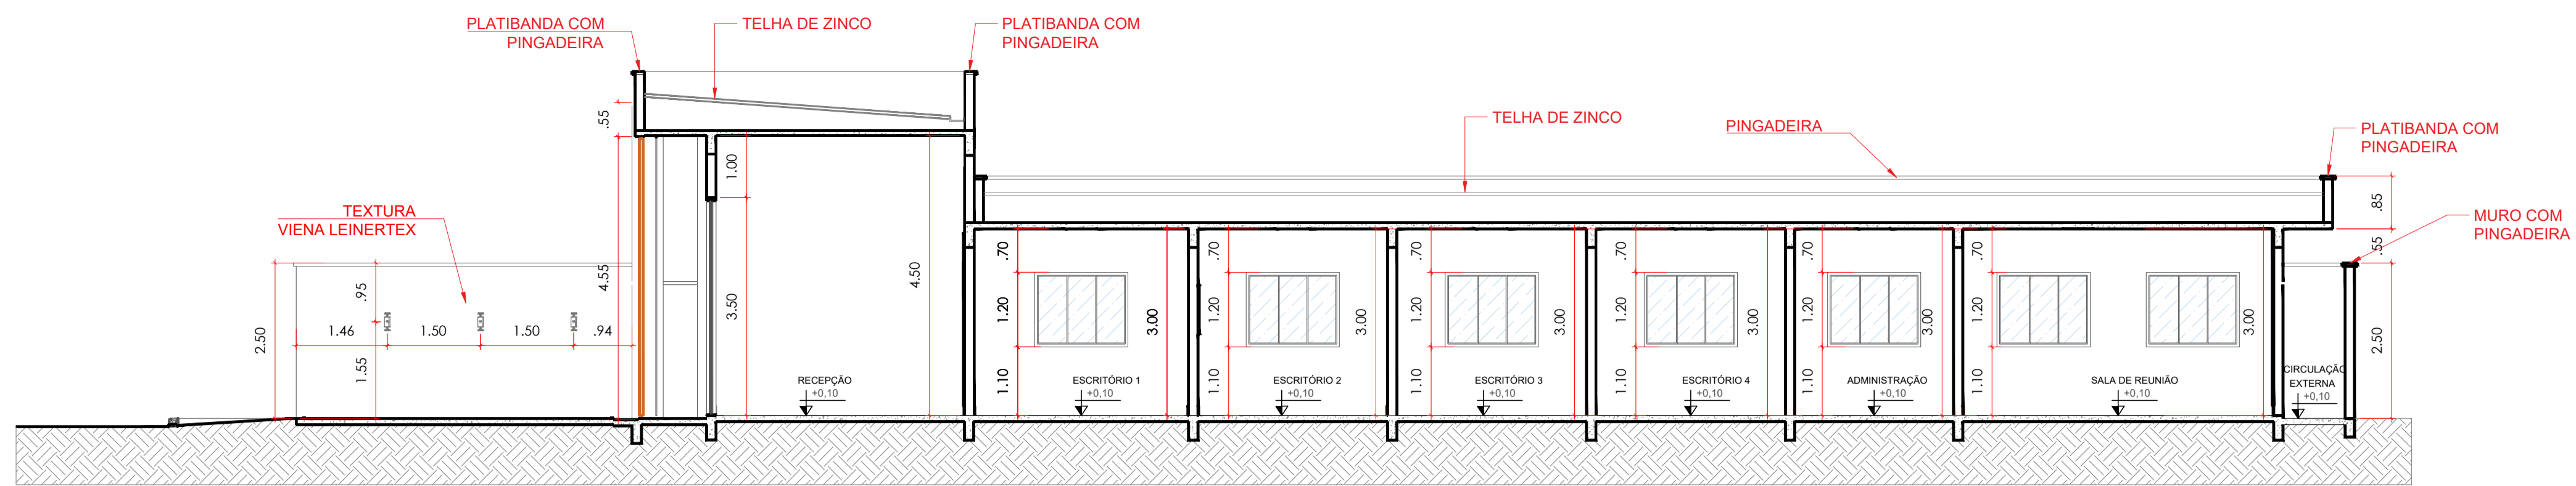 PLATIBANDA COM
PINGADEIRA
TELHA DE ZINCO
PLATIBANDA COM
PINGADEIRA
TELHA DE ZINCO
PINGADEIRA
PLATIBANDA COM
PINGADEIRA
MURO COM
PINGADEIRA
TEXTURA
VIENA LEINERTEX
.55
4.55
1.00
3.50
4.50
2.50
.95
1.55
1.46
1.50
1.50
.94
RECEPÇÃO
+0,10
.70
1.20
1.10
3.00
ESCRITÓRIO 1
+0,10
.70
1.20
1.10
3.00
ESCRITÓRIO 2
+0,10
.70
1.20
1.10
3.00
ESCRITÓRIO 3
+0,10
.70
1.20
1.10
3.00
ESCRITÓRIO 4
+0,10
.70
1.20
1.10
3.00
ADMINISTRAÇÃO
+0,10
.70
1.20
1.10
3.00
SALA DE REUNIÃO
+0,10
CIRCULAÇÃO
EXTERNA
+0,10
.85
.55
2.50